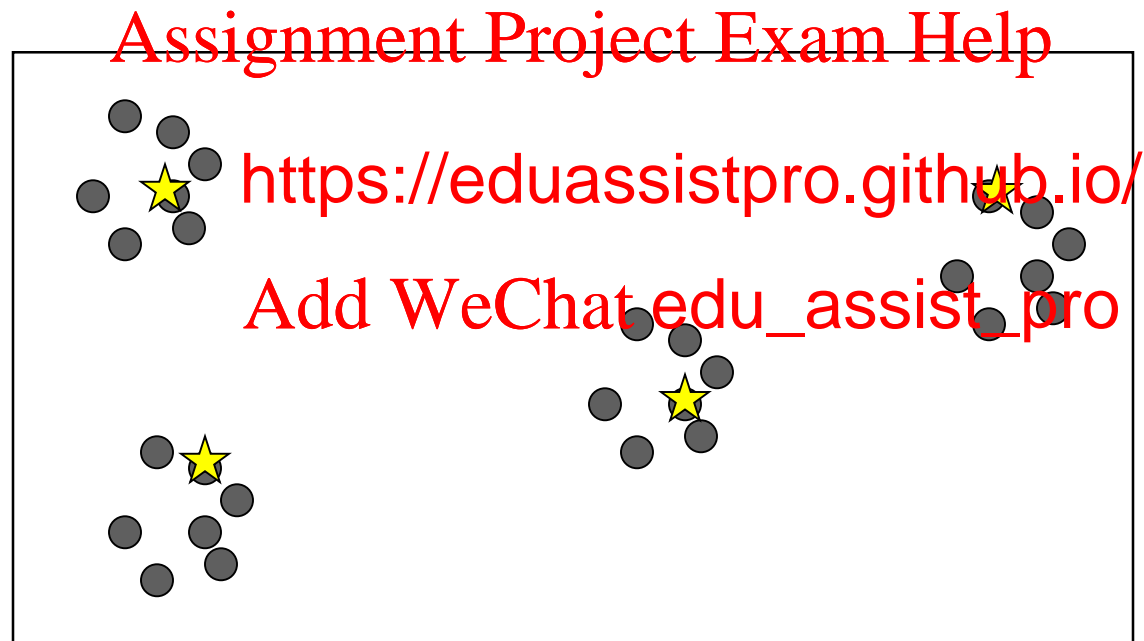 Assignment Project Exam Help
https://eduassistpro.github.io/
Add WeChat edu_assist_pro